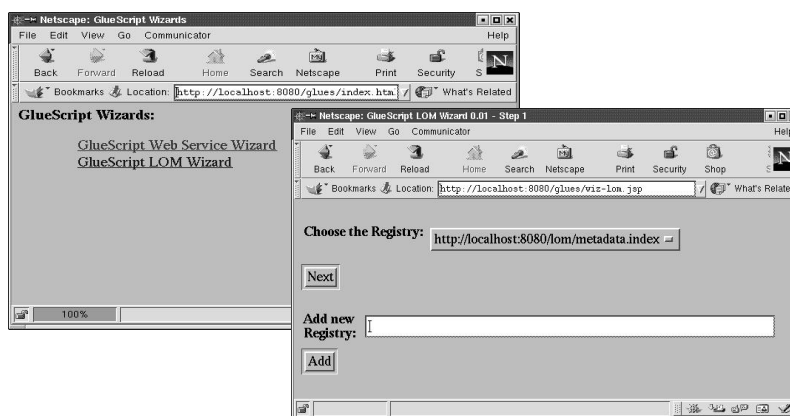 Netscape: GlueScript Wizards
File Edit View Go Communicator Help
Back Forward Reload Home Search Netscape Print Security S
N
Bookmarks Location: http://localhost:8080/glues/index.htm What's Related
GlueScript Wizards:
GlueScript Web Service Wizard
GlueScript LOM Wizard
100%
Netscape: GlueScript LOM Wizard 0.01 - Step 1
File Edit View Go Communicator Help
Back Forward Reload Home Search Netscape Print Security Shop S
N
Bookmarks Location: http://localhost:8080/glues/wiz-lom.jsp What's Relate
Choose the Registry: http://localhost:8080/lom/metadata.index
Next
Add new
Registry:
Add